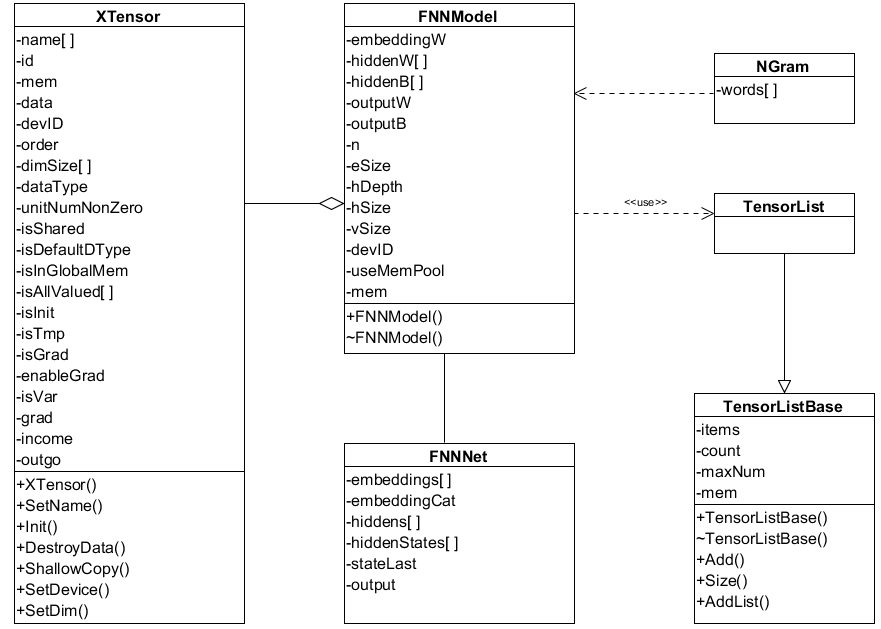 XTensor
-name[ ]
-id
-mem
-data
-devID
-order
-dimSize[ ]
-dataType
-unitNumNonZero
-isShared
-isDefaultDType
-isInGlobalMem
-isAllValued[ ]
-isInit
-isTmp
-isGrad
-enableGrad
-isVar
-grad
-income
-outgo
+XTensor()
+SetName()
+Init()
+DestroyData()
+ShallowCopy()
+SetDevice()
+SetDim()
FNNModel
-embeddingW
-hiddenW[ ]
-hiddenB[ ]
-outputW
-outputB
-n
-eSize
-hDepth
-hSize
-vSize
-devID
-useMemPool
-mem
+FNNModel()
~FNNModel()
FNNNet
-embeddings[ ]
-embeddingCat
-hiddens[ ]
-hiddenStates[ ]
-stateLast
-output
NGram
-words[ ]
<<use>>
TensorList
TensorListBase
-items
-count
-maxNum
-mem
+TensorListBase()
~TensorListBase()
+Add()
+Size()
+AddList()